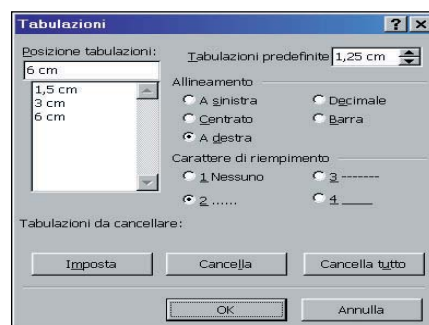 Tabulazioni
Posizione tabulazioni:
Tabulazioni predefinite 1,25 cm
6 cm
1,5 cm
3 cm
6 cm
Allineamento
A sinistra
Decimale
Centrato
Barra
A destra
Carattere di riempimento
1 Nessuno
3 -------
2 ......
4 ____
Tabulazioni da cancellare:
Imposta
Cancella
Cancella tutto
OK
Annulla